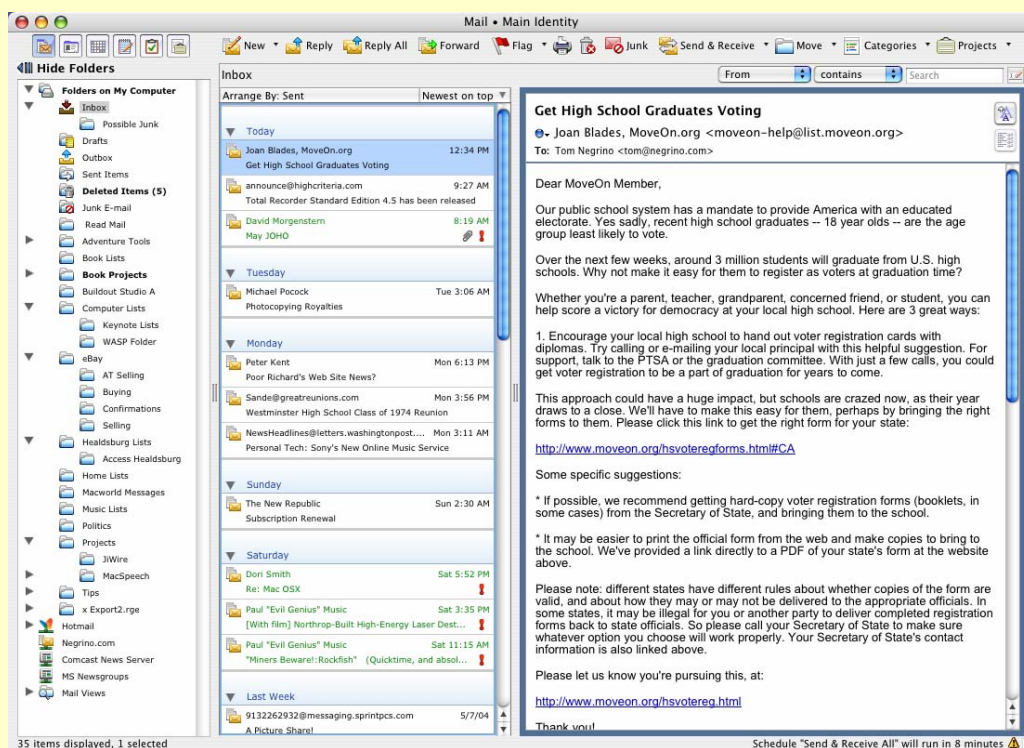 Mail • Main Identity
New Reply Reply All Forward Flag Junk Send & Receive Move Categories Projects
Hide Folders
Folders on My Computer
Inbox
Possible Junk
Drafts
Outbox
Sent Items
Deleted Items (5)
Junk E-mail
Read Mail
Adventure Tools
Book Lists
Book Projects
Buildout Studio A
Computer Lists
Keynote Lists
WASP Folder
eBay
AT Selling
Buying
Confirmations
Selling
Healdsburg Lists
Access Healdsburg
Home Lists
Macworld Messages
Music Lists
Politics
Projects
JiWire
MacSpeech
Tips
x Export2.rge
Hotmail
Negrino.com
Comcast News Server
MS Newsgroups
Mail Views
Inbox
From contains Search
Arrange By: Sent Newest on top
Today
Joan Blades, MoveOn.org 12:34 PM
Get High School Graduates Voting
announce@highcriteria.com 9:27 AM
Total Recorder Standard Edition 4.5 has been released
David Morgenstern 8:19 AM
May JOHO
Tuesday
Michael Pocock Tue 3:06 AM
Photocopying Royalties
Monday
Peter Kent Mon 6:13 PM
Poor Richard's Web Site News?
Sande@greatreunions.com Mon 3:56 PM
Westminster High School Class of 1974 Reunion
NewsHeadlines@letters.washingtonpost.... Mon 3:11 AM
Personal Tech: Sony's New Online Music Service
Sunday
The New Republic Sun 2:30 AM
Subscription Renewal
Saturday
Dori Smith Sat 5:52 PM
Re: Mac OSX
Paul "Evil Genius" Music Sat 3:35 PM
[With film] Northrop-Built High-Energy Laser Dest...
Paul "Evil Genius" Music Sat 11:15 AM
"Miners Beware!:Rockfish" (Quicktime, and absol...
Last Week
9132262932@messaging.sprintpcs.com 5/7/04
A Picture Share!
Get High School Graduates Voting
Joan Blades, MoveOn.org <moveon-help@list.moveon.org>
To: Tom Negrino <tom@negrino.com>
Dear MoveOn Member,
Our public school system has a mandate to provide America with an educated
electorate. Yes sadly, recent high school graduates -- 18 year olds -- are the age
group least likely to vote.
Over the next few weeks, around 3 million students will graduate from U.S. high
schools. Why not make it easy for them to register as voters at graduation time?
Whether you're a parent, teacher, grandparent, concerned friend, or student, you can
help score a victory for democracy at your local high school. Here are 3 great ways:
1. Encourage your local high school to hand out voter registration cards with
diplomas. Try calling or e-mailing your local principal with this helpful suggestion. For
support, talk to the PTSA or the graduation committee. With just a few calls, you could
get voter registration to be a part of graduation for years to come.
This approach could have a huge impact, but schools are crazed now, as their year
draws to a close. We'll have to make this easy for them, perhaps by bringing the right
forms to them. Please click this link to get the right form for your state:
http://www.moveon.org/hsvoteregforms.html#CA
Some specific suggestions:
* If possible, we recommend getting hard-copy voter registration forms (booklets, in
some cases) from the Secretary of State, and bringing them to the school.
* It may be easier to print the official form from the web and make copies to bring to
the school. We've provided a link directly to a PDF of your state's form at the website
above.
Please note: different states have different rules about whether copies of the form are
valid, and about how they may or may not be delivered to the appropriate officials. In
some states, it may be illegal for you or another party to deliver completed registration
forms back to state officials. So please call your Secretary of State to make sure
whatever option you choose will work properly. Your Secretary of State's contact
information is also linked above.
Please let us know you're pursuing this, at:
http://www.moveon.org/hsvotereg.html
Thank you!
35 items displayed, 1 selected
Schedule "Send & Receive All" will run in 8 minutes